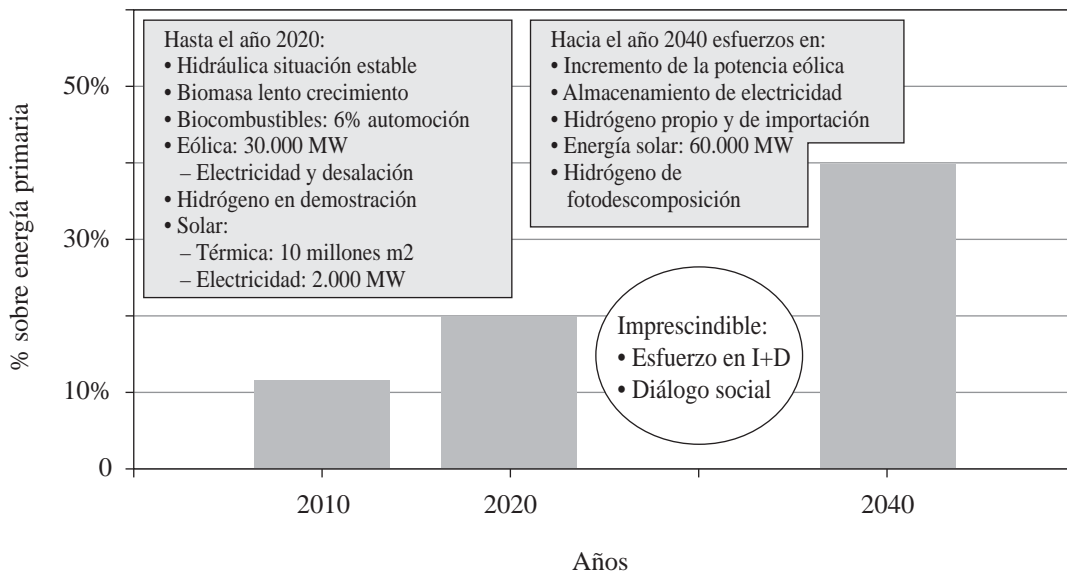 Hasta el año 2020:
• Hidráulica situación estable
• Biomasa lento crecimiento
• Biocombustibles: 6% automoción
• Eólica: 30.000 MW
– Electricidad y desalación
• Hidrógeno en demostración
• Solar:
– Térmica: 10 millones m2
– Electricidad: 2.000 MW
Hacia el año 2040 esfuerzos en:
• Incremento de la potencia eólica
• Almacenamiento de electricidad
• Hidrógeno propio y de importación
• Energía solar: 60.000 MW
• Hidrógeno de
fotodescomposición
Imprescindible:
• Esfuerzo en I+D
• Diálogo social
% sobre energía primaria
50%
30%
10%
0
2010
2020
2040
Años